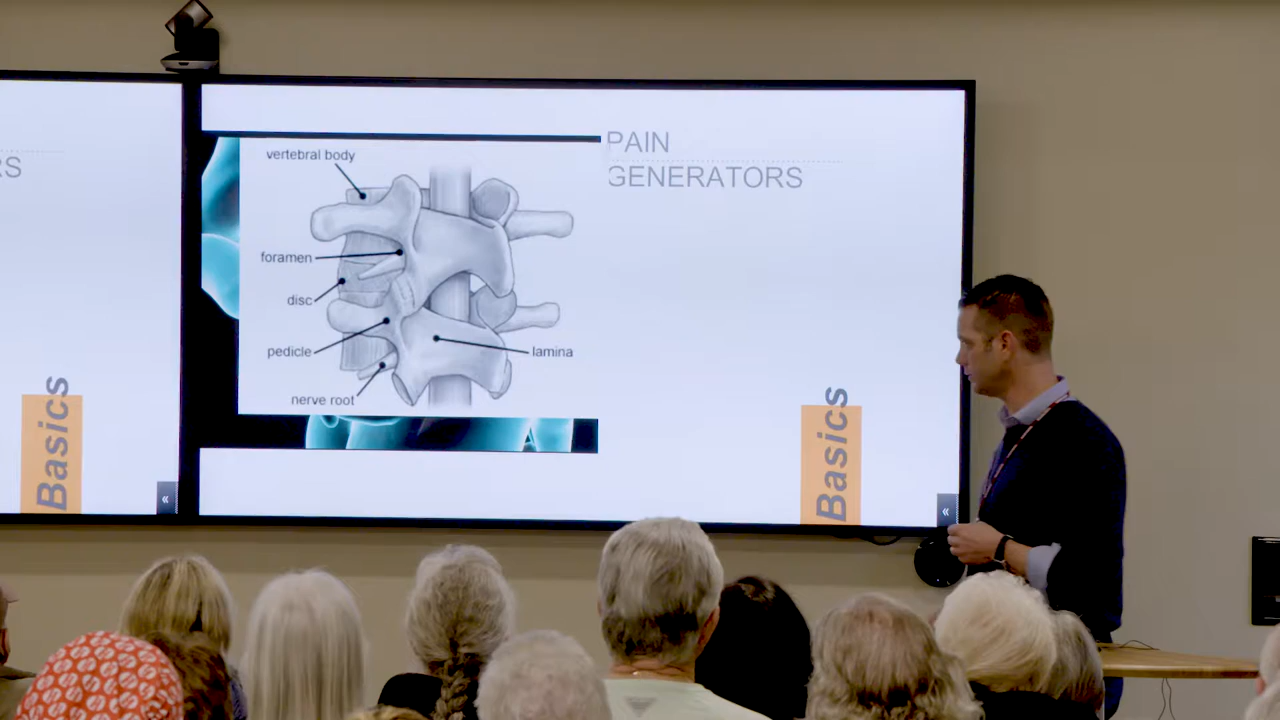 RS
Basics
«
PAIN
GENERATORS
vertebral body
foramen
disc
pedicle
lamina
nerve root
Basics
«